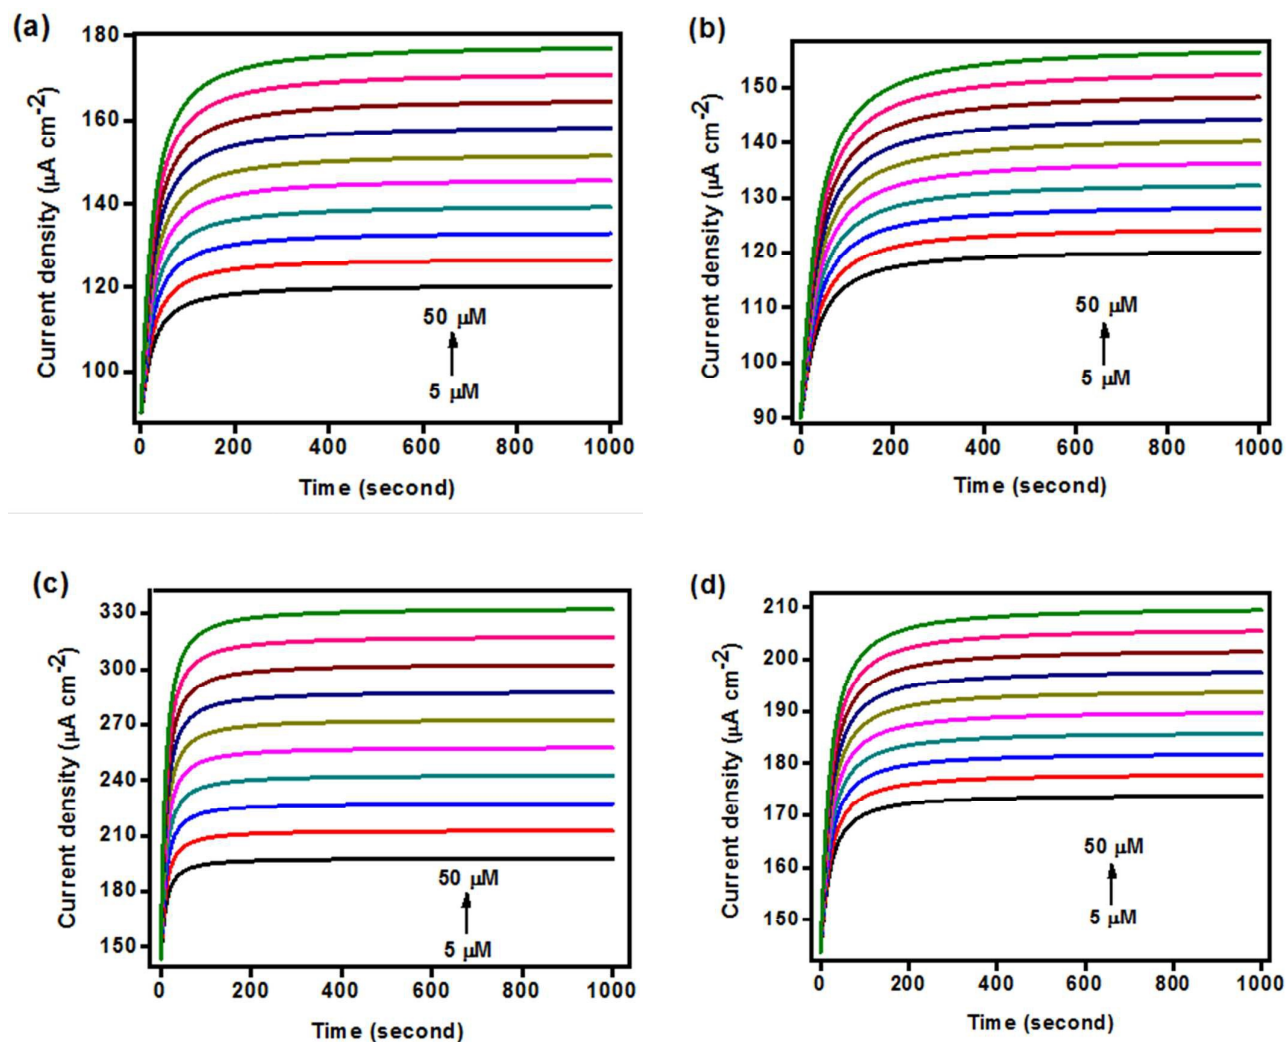 (a)
180
160
140
120
100
Current density (µA cm-2)
50 µM
5 µM
0 200 400 600 800 1000
Time (second)
(b)
150
140
130
120
110
100
90
Current density (µA cm-2)
50 µM
5 µM
0 200 400 600 800 1000
Time (second)
(c)
330
300
270
240
210
180
150
Current density (µA cm-2)
50 µM
5 µM
0 200 400 600 800 1000
Time (second)
(d)
210
200
190
180
170
160
150
Current density (µA cm-2)
50 µM
5 µM
0 200 400 600 800 1000
Time (second)